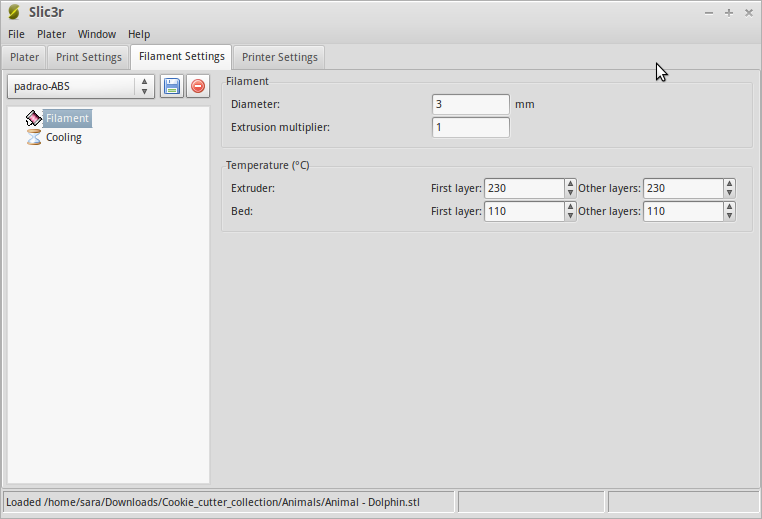 Slic3r
File Plater Window Help
Plater Print Settings Filament Settings Printer Settings
padrao-ABS
Filament
Cooling
Filament
Diameter: 3 mm
Extrusion multiplier: 1
Temperature (°C)
Extruder: First layer: 230 Other layers: 230
Bed: First layer: 110 Other layers: 110
Loaded /home/sara/Downloads/Cookie_cutter_collection/Animals/Animal - Dolphin.stl